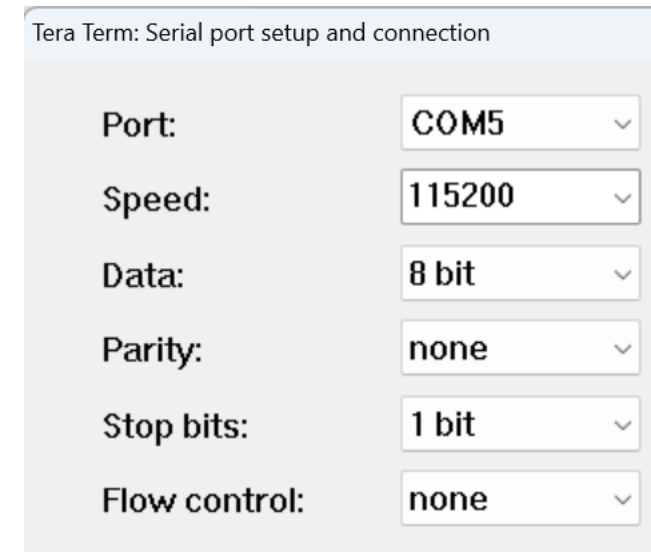 Tera Term: Serial port setup and connection
Port: COM5
Speed: 115200
Data: 8 bit
Parity: none
Stop bits: 1 bit
Flow control: none